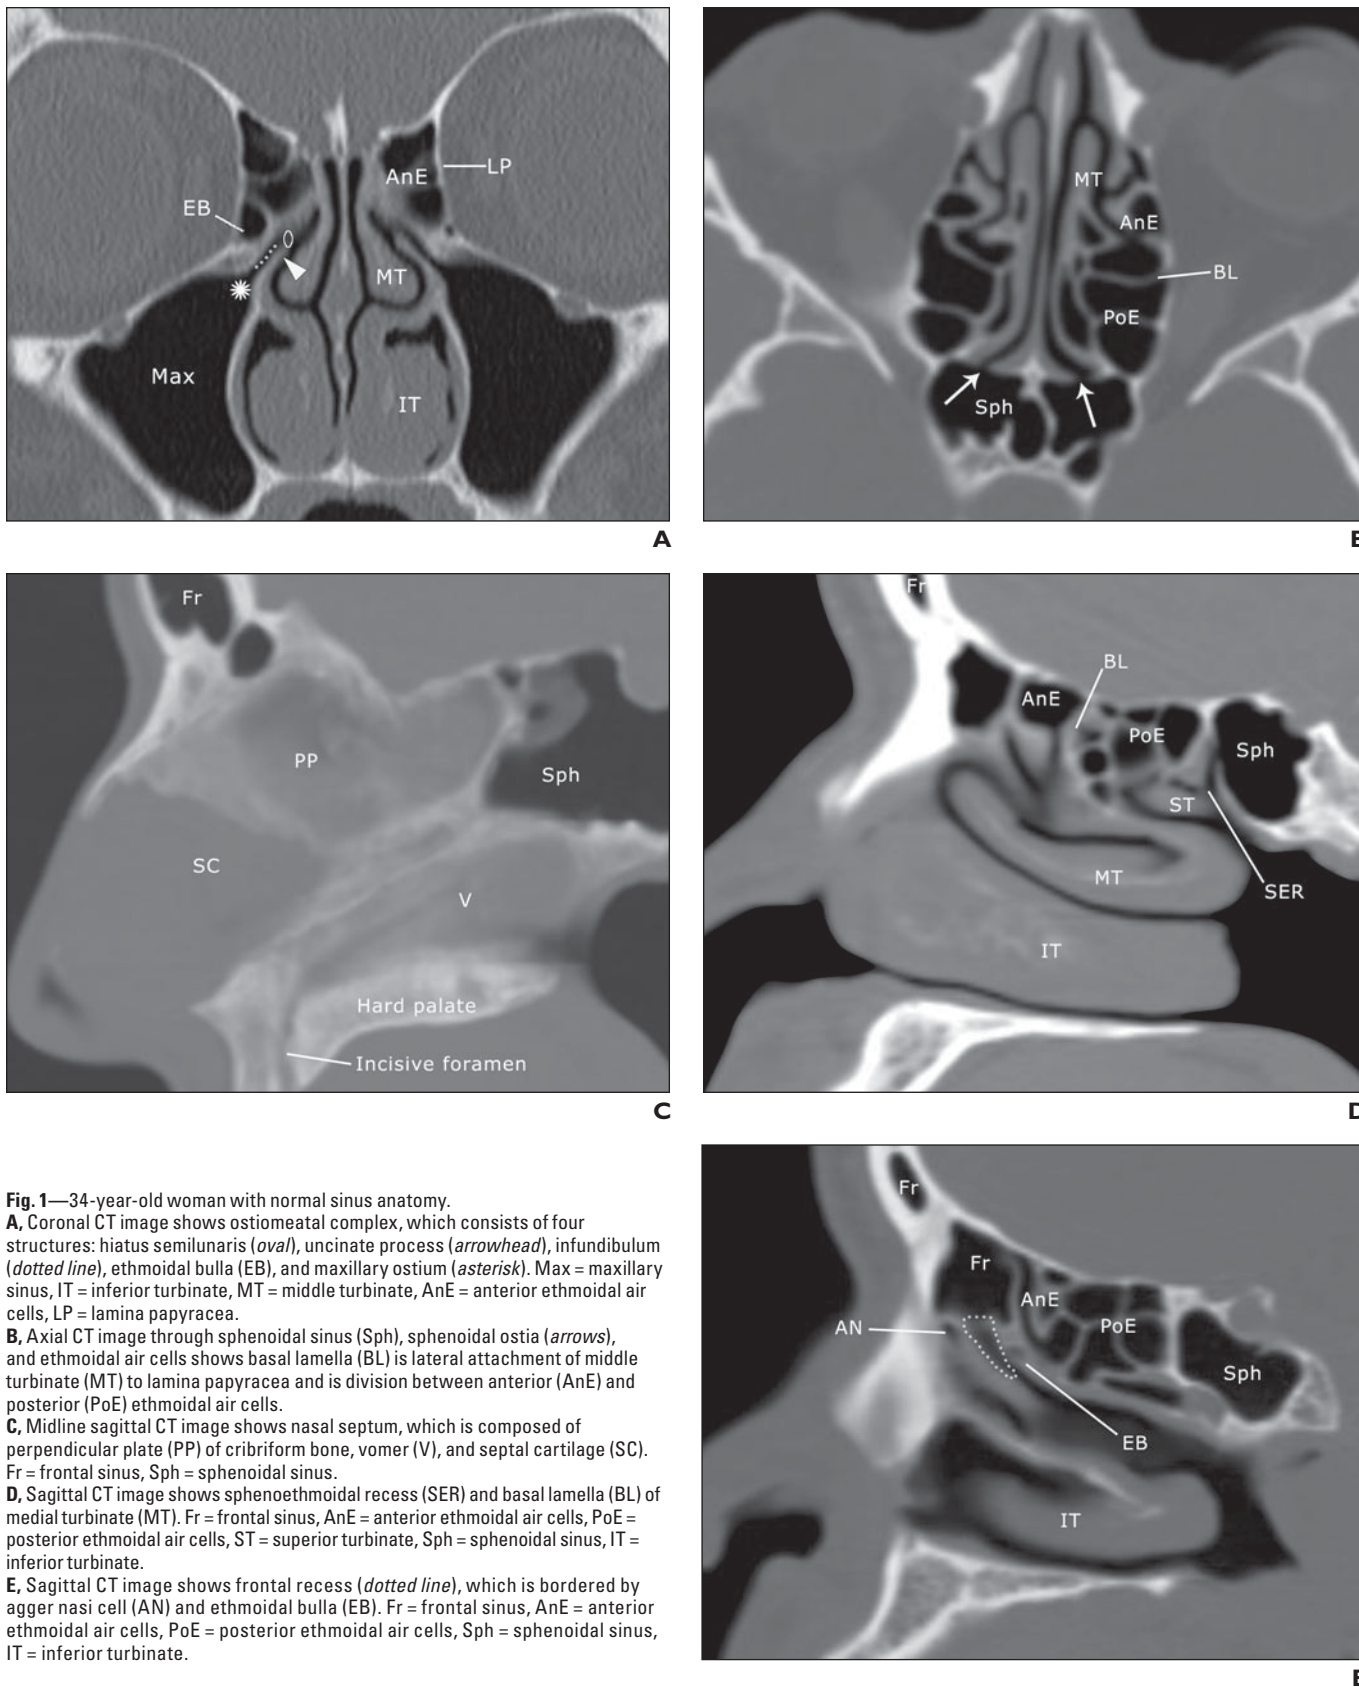 EB
AnE
LP
MT
Max
IT
A
MT
AnE
BL
PoE
Sph
Fr
PP
Sph
SC
V
Hard palate
Incisive foramen
C
Fr
BL
AnE
PoE
Sph
ST
MT
SER
IT
Fig. 1—34-year-old woman with normal sinus anatomy.
A, Coronal CT image shows ostiomeatal complex, which consists of four
structures: hiatus semilunaris (oval), uncinate process (arrowhead), infundibulum
(dotted line), ethmoidal bulla (EB), and maxillary ostium (asterisk). Max = maxillary
sinus, IT = inferior turbinate, MT = middle turbinate, AnE = anterior ethmoidal air
cells, LP = lamina papyracea.
B, Axial CT image through sphenoidal sinus (Sph), sphenoidal ostia (arrows),
and ethmoidal air cells shows basal lamella (BL) is lateral attachment of middle
turbinate (MT) to lamina papyracea and is division between anterior (AnE) and
posterior (PoE) ethmoidal air cells.
C, Midline sagittal CT image shows nasal septum, which is composed of
perpendicular plate (PP) of cribriform bone, vomer (V), and septal cartilage (SC).
Fr = frontal sinus, Sph = sphenoidal sinus.
D, Sagittal CT image shows sphenoethmoidal recess (SER) and basal lamella (BL) of
medial turbinate (MT). Fr = frontal sinus, AnE = anterior ethmoidal air cells, PoE =
posterior ethmoidal air cells, ST = superior turbinate, Sph = sphenoidal sinus, IT =
inferior turbinate.
E, Sagittal CT image shows frontal recess (dotted line), which is bordered by
agger nasi cell (AN) and ethmoidal bulla (EB). Fr = frontal sinus, AnE = anterior
ethmoidal air cells, PoE = posterior ethmoidal air cells, Sph = sphenoidal sinus,
IT = inferior turbinate.
Fr
Fr
AnE
AN
PoE
Sph
EB
IT